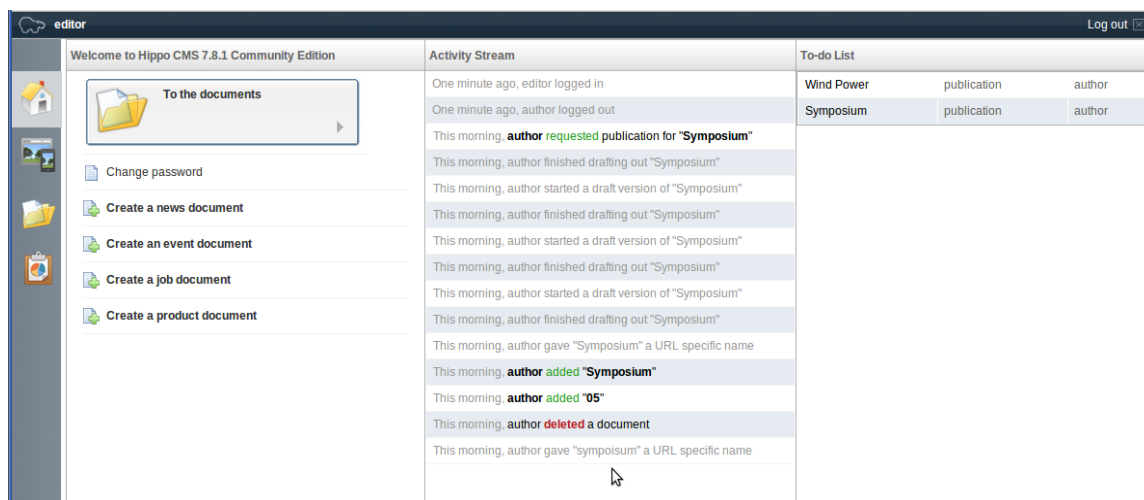 editor
Log out
Welcome to Hippo CMS 7.8.1 Community Edition
To the documents
Change password
Create a news document
Create an event document
Create a job document
Create a product document
Activity Stream
One minute ago, editor logged in
One minute ago, author logged out
This morning, author requested publication for "Symposium"
This morning, author finished drafting out "Symposium"
This morning, author started a draft version of "Symposium"
This morning, author finished drafting out "Symposium"
This morning, author started a draft version of "Symposium"
This morning, author finished drafting out "Symposium"
This morning, author started a draft version of "Symposium"
This morning, author finished drafting out "Symposium"
This morning, author gave "Symposium" a URL specific name
This morning, author added "Symposium"
This morning, author added "05"
This morning, author deleted a document
This morning, author gave "sympoisum" a URL specific name
To-do List
Wind Power publication author
Symposium publication author